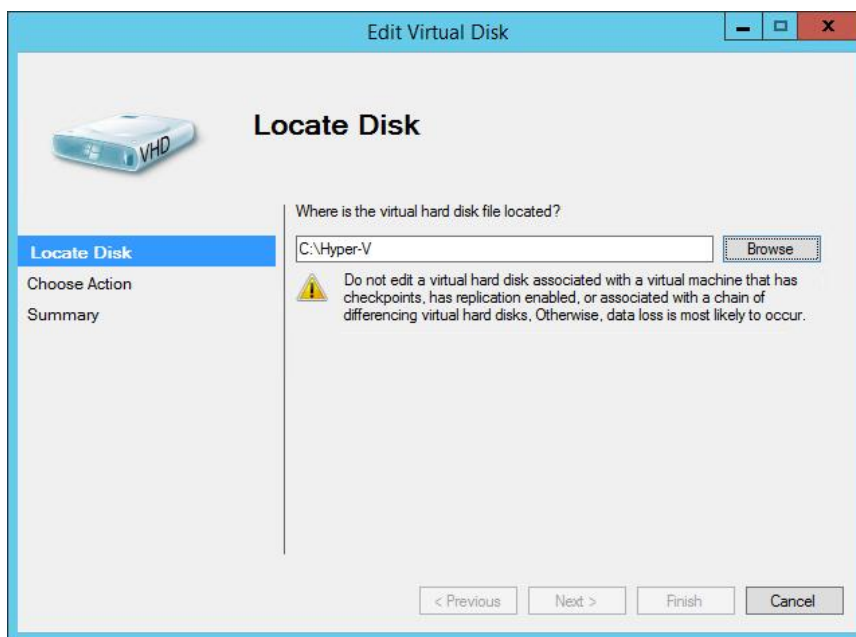 Edit Virtual Disk
VHD
Locate Disk
Where is the virtual hard disk file located?
Locate Disk
C:\Hyper-V
Browse
Choose Action
Do not edit a virtual hard disk associated with a virtual machine that has
checkpoints, has replication enabled, or associated with a chain of
differencing virtual hard disks, Otherwise, data loss is most likely to occur.
Summary
< Previous
Next >
Finish
Cancel